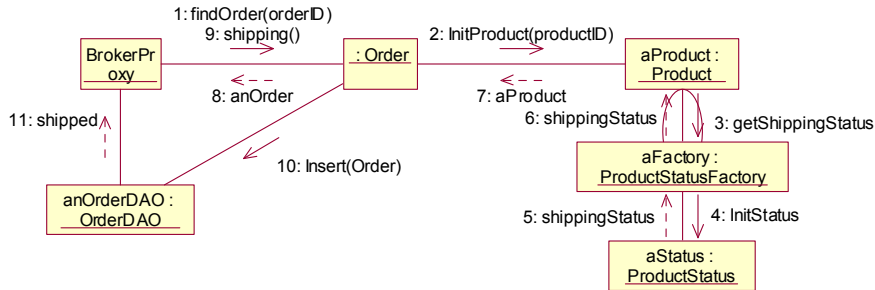 1: findOrder(orderID)
9: shipping()
2: InitProduct(productID)
BrokerPr
oxy
: Order
aProduct :
Product
8: anOrder
7: aProduct
11: shipped
6: shippingStatus
3: getShippingStatus
10: Insert(Order)
aFactory :
ProductStatusFactory
anOrderDAO :
OrderDAO
5: shippingStatus
4: InitStatus
aStatus :
ProductStatus